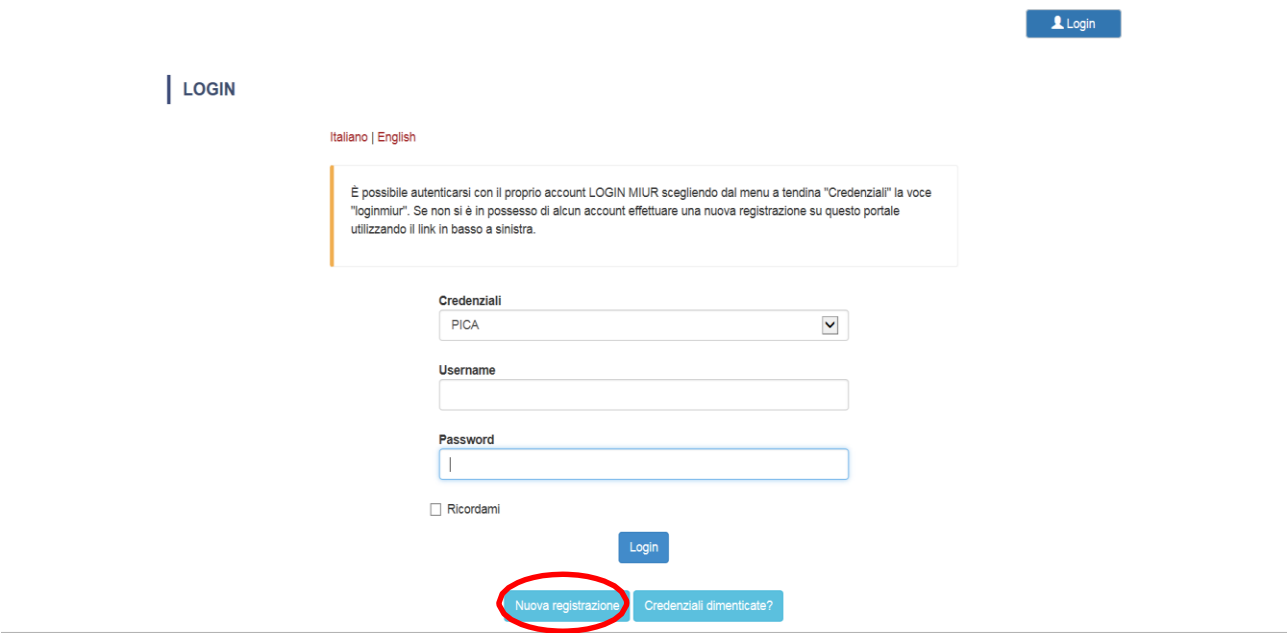 Login
LOGIN
Italiano | English
È possibile autenticarsi con il proprio account LOGIN MIUR scegliendo dal menu a tendina "Credenziali" la voce
"loginmiur". Se non si è in possesso di alcun account effettuare una nuova registrazione su questo portale
utilizzando il link in basso a sinistra.
Credenziali
PICA
Username
Password
Ricordami
Login
Nuova registrazione
Credenziali dimenticate?